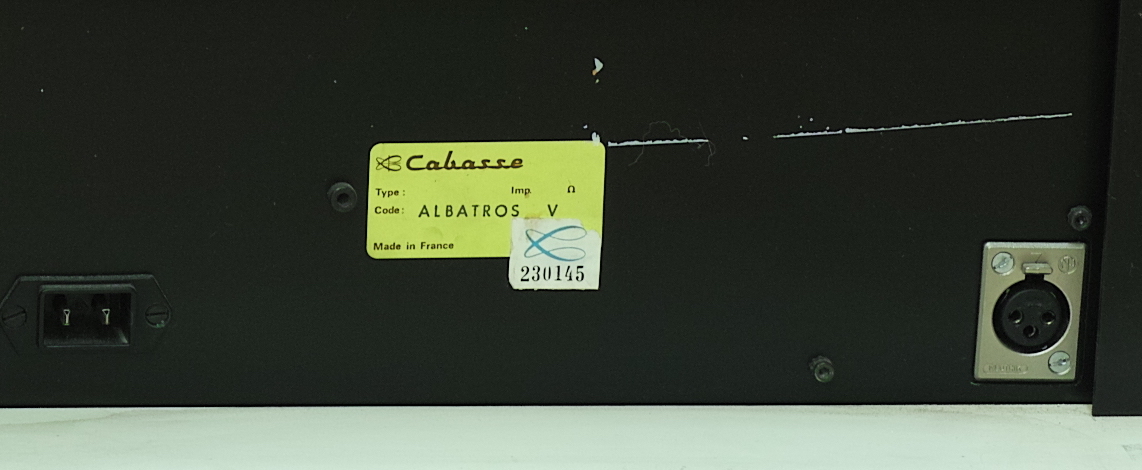 Cabasse
Type : Imp. Ω
Code: ALBATROS V
Made in France
230145